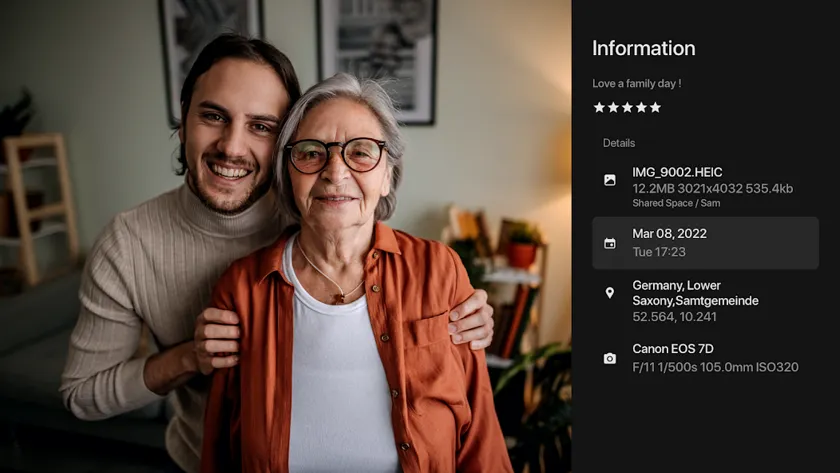 Information
Love a family day !
Details
IMG_9002.HEIC
12.2MB 3021x4032 535.4kb
Shared Space / Sam
Mar 08, 2022
Tue 17:23
Germany, Lower
Saxony,Samtgemeinde
52.564, 10.241
Canon EOS 7D
F/11 1/500s 105.0mm ISO320